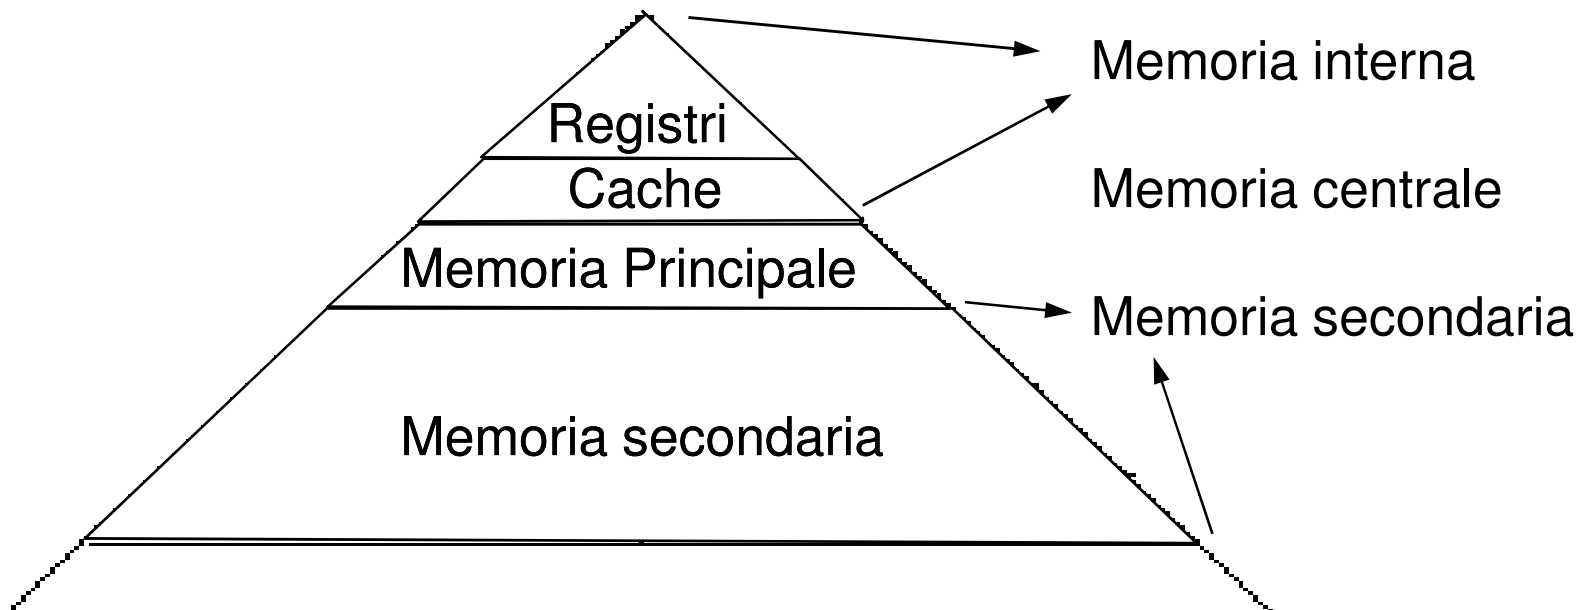 Memoria interna
Registri
Cache
Memoria centrale
Memoria Principale
Memoria secondaria
Memoria secondaria